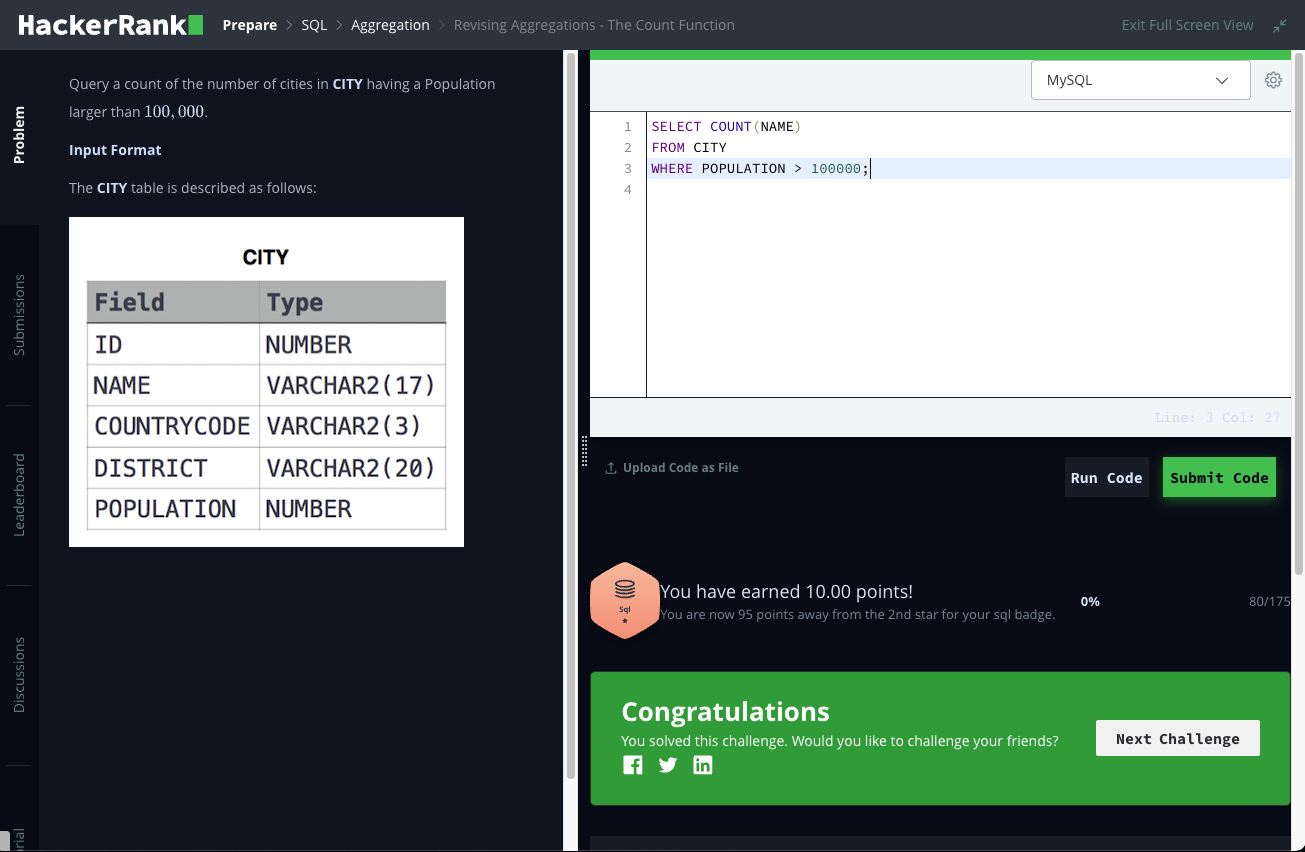 HackerRank Prepare > SQL > Aggregation > Revising Aggregations - The Count Function Exit Full Screen View
Problem
Submissions
Leaderboard
Discussions
Query a count of the number of cities in CITY having a Population
larger than 100,000.
Input Format
The CITY table is described as follows:
CITY
Field Type
ID NUMBER
NAME VARCHAR2(17)
COUNTRYCODE VARCHAR2(3)
DISTRICT VARCHAR2(20)
POPULATION NUMBER
MySQL
1 SELECT COUNT(NAME)
2 FROM CITY
3 WHERE POPULATION > 100000;
4
Line: 3 Col: 27
Upload Code as File
Run Code
Submit Code
Sql
You have earned 10.00 points!
You are now 95 points away from the 2nd star for your sql badge.
0%
80/175
Congratulations
You solved this challenge. Would you like to challenge your friends?
Next Challenge